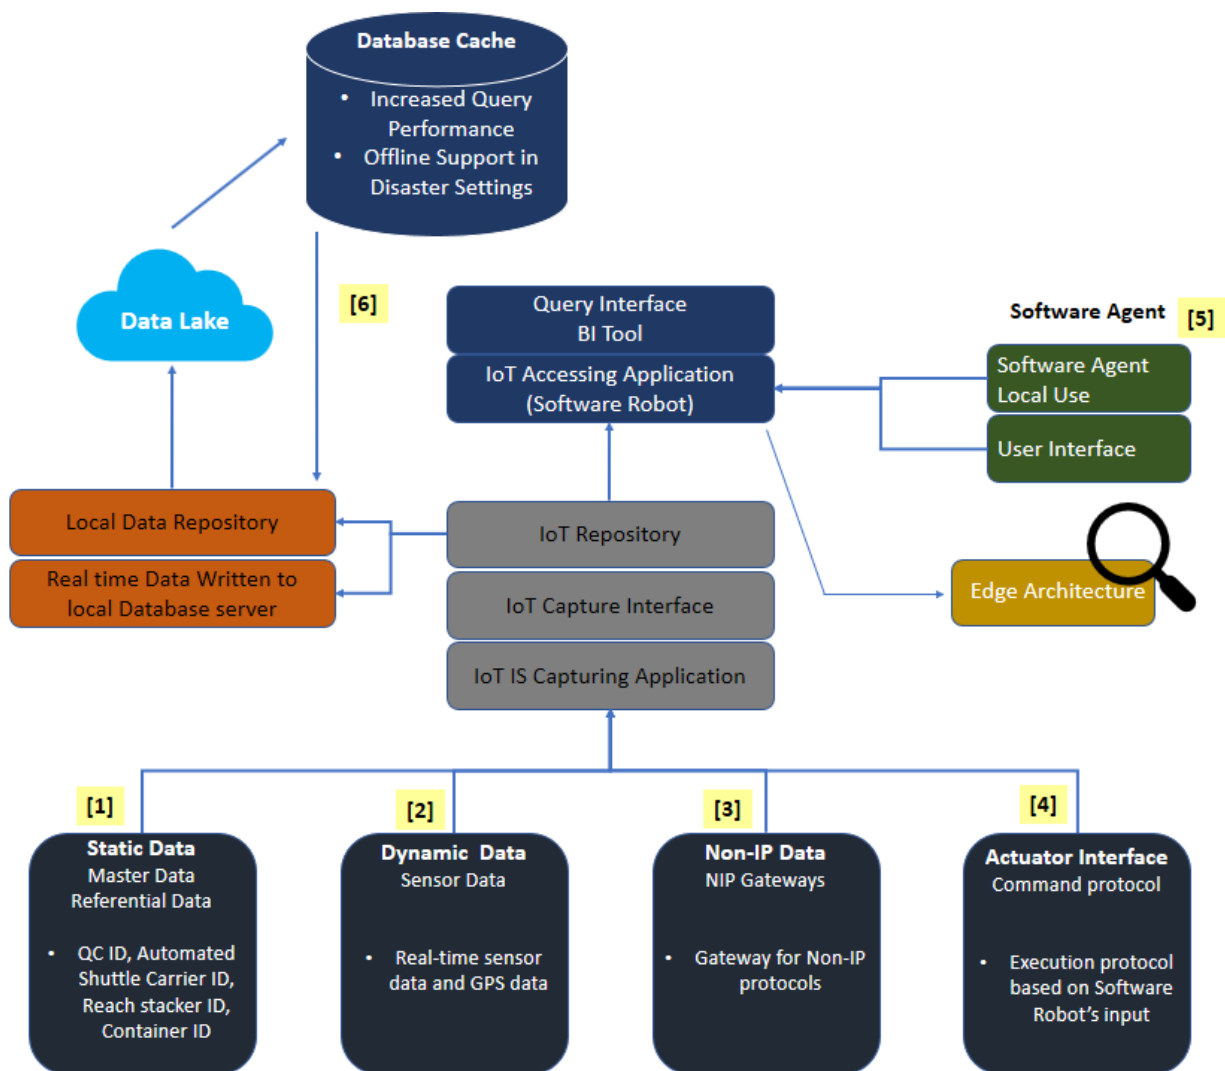 Database Cache
• Increased Query
Performance
• Offline Support in
Disaster Settings
[6]
Data Lake
Query Interface
BI Tool
IoT Accessing Application
(Software Robot)
Software Agent
[5]
Software Agent
Local Use
User Interface
Local Data Repository
Real time Data Written to
local Database server
IoT Repository
IoT Capture Interface
IoT IS Capturing Application
Edge Architecture
[1]
Static Data
Master Data
Referential Data
• QC ID, Automated
Shuttle Carrier ID,
Reach stacker ID,
Container ID
[2]
Dynamic Data
Sensor Data
• Real-time sensor
data and GPS data
[3]
Non-IP Data
NIP Gateways
• Gateway for Non-IP
protocols
[4]
Actuator Interface
Command protocol
• Execution protocol
based on Software
Robot's input